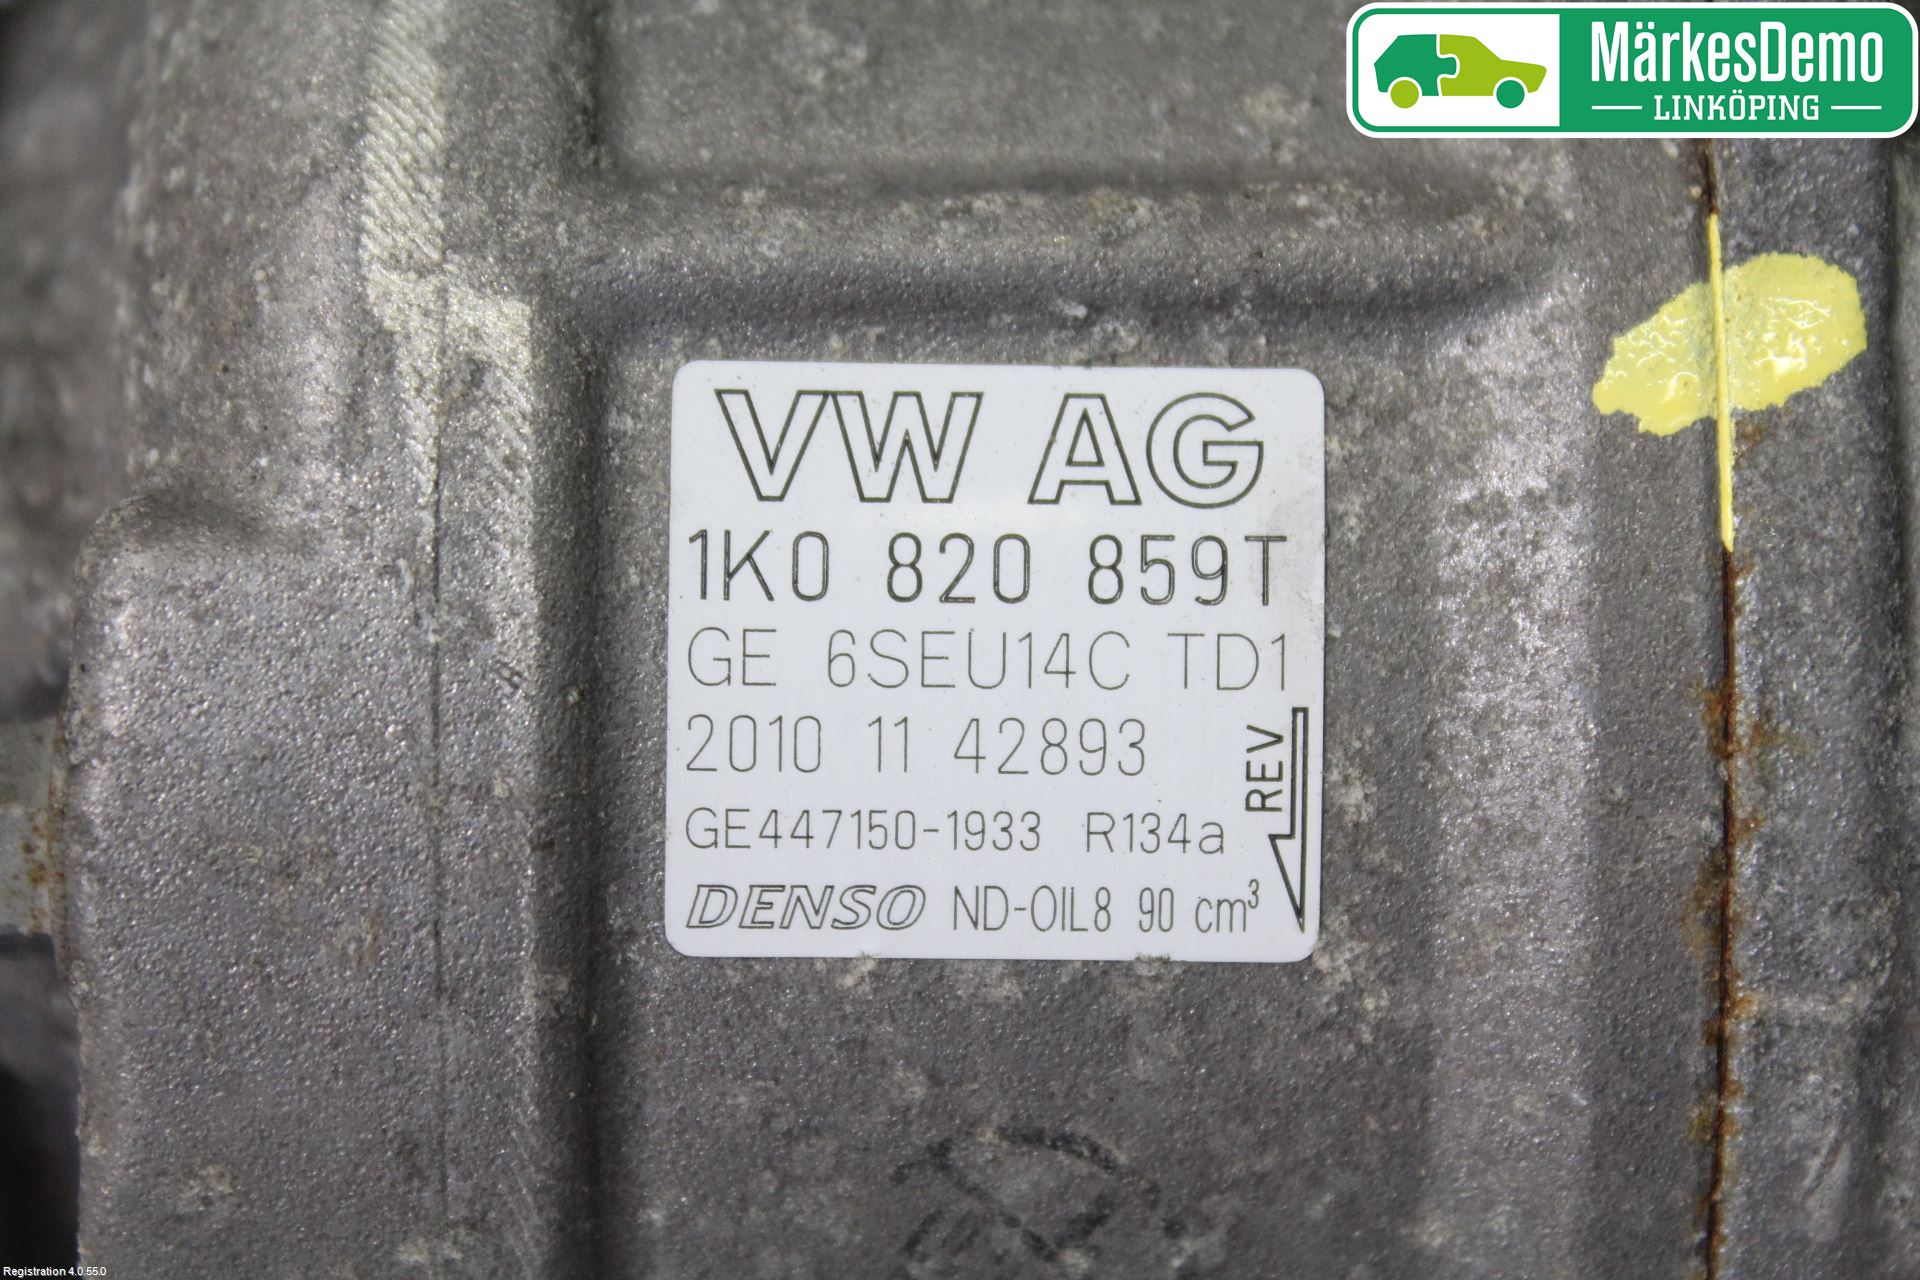 MärkesDemo
LINKÖPING
VW AG
1K0 820 859T
GE 6SEU14C TD1
2010 11 42893
REV
GE447150-1933 R134a
DENSO ND-OIL8 90 cm³
Registration 4.0.55.0